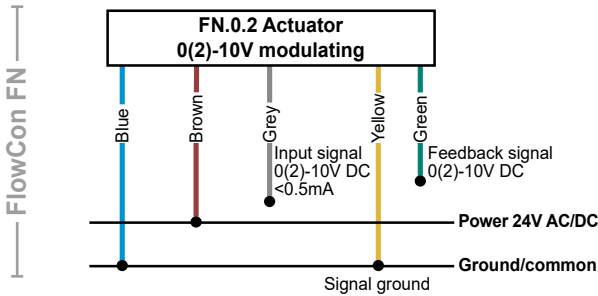 FlowCon FN
FN.0.2 Actuator
0(2)-10V modulating
Blue
Brown
Grey
Yellow
Green
Input signal
0(2)-10V DC
<0.5mA
Feedback signal
0(2)-10V DC
Power 24V AC/DC
Ground/common
Signal ground